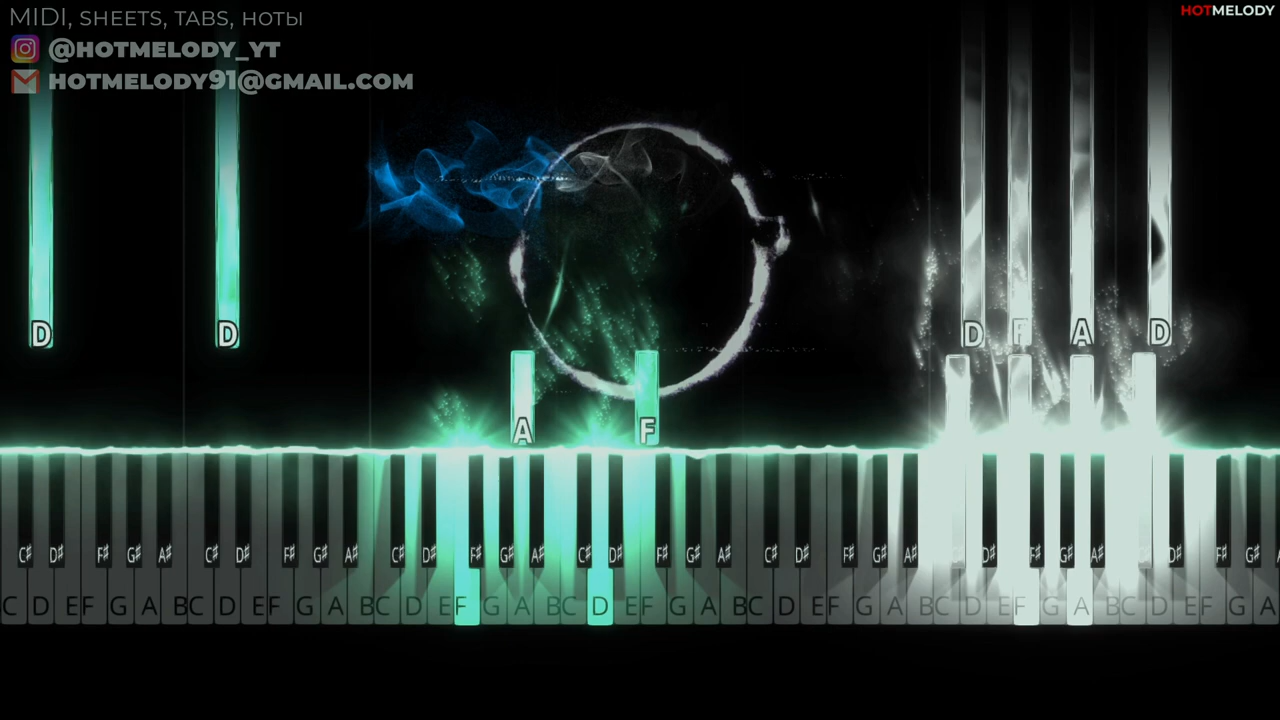 MIDI, SHEETS, TABS, НОТЫ
HOTMELODY
@HOTMELODY_YT
HOTMELODY91@GMAIL.COM
D D D F A D
A F
C♯ D♯ F♯ G♯ A♯ C♯ D♯ F♯ G♯ A♯ C♯ D♯ F♯ G♯ A♯ C♯ D♯ F♯ G♯ A♯ C♯ D♯ F♯ G♯ A♯ D♯ F♯ G♯ A♯ D♯ F♯ G♯
C D E F G A B C D E F G A B C D E F G A B C D E F G A B C D E F G A B C D E F G A B C D E F G A